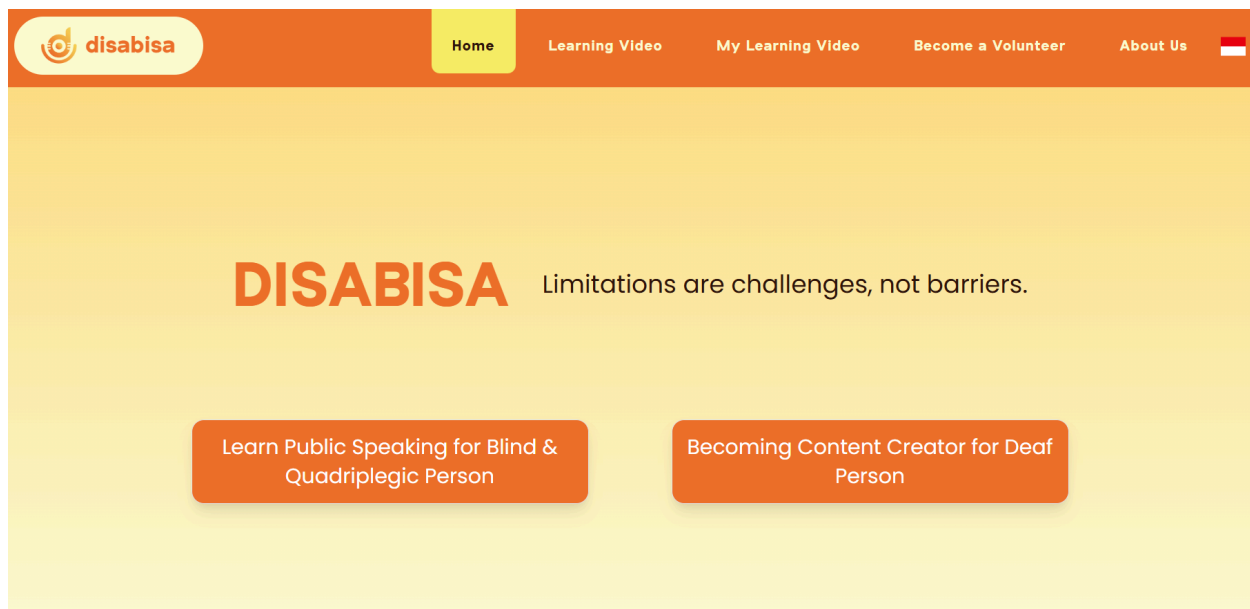 disabisa
Home
Learning Video
My Learning Video
Become a Volunteer
About Us
DISABISA
Limitations are challenges, not barriers.
Learn Public Speaking for Blind &
Quadriplegic Person
Becoming Content Creator for Deaf
Person